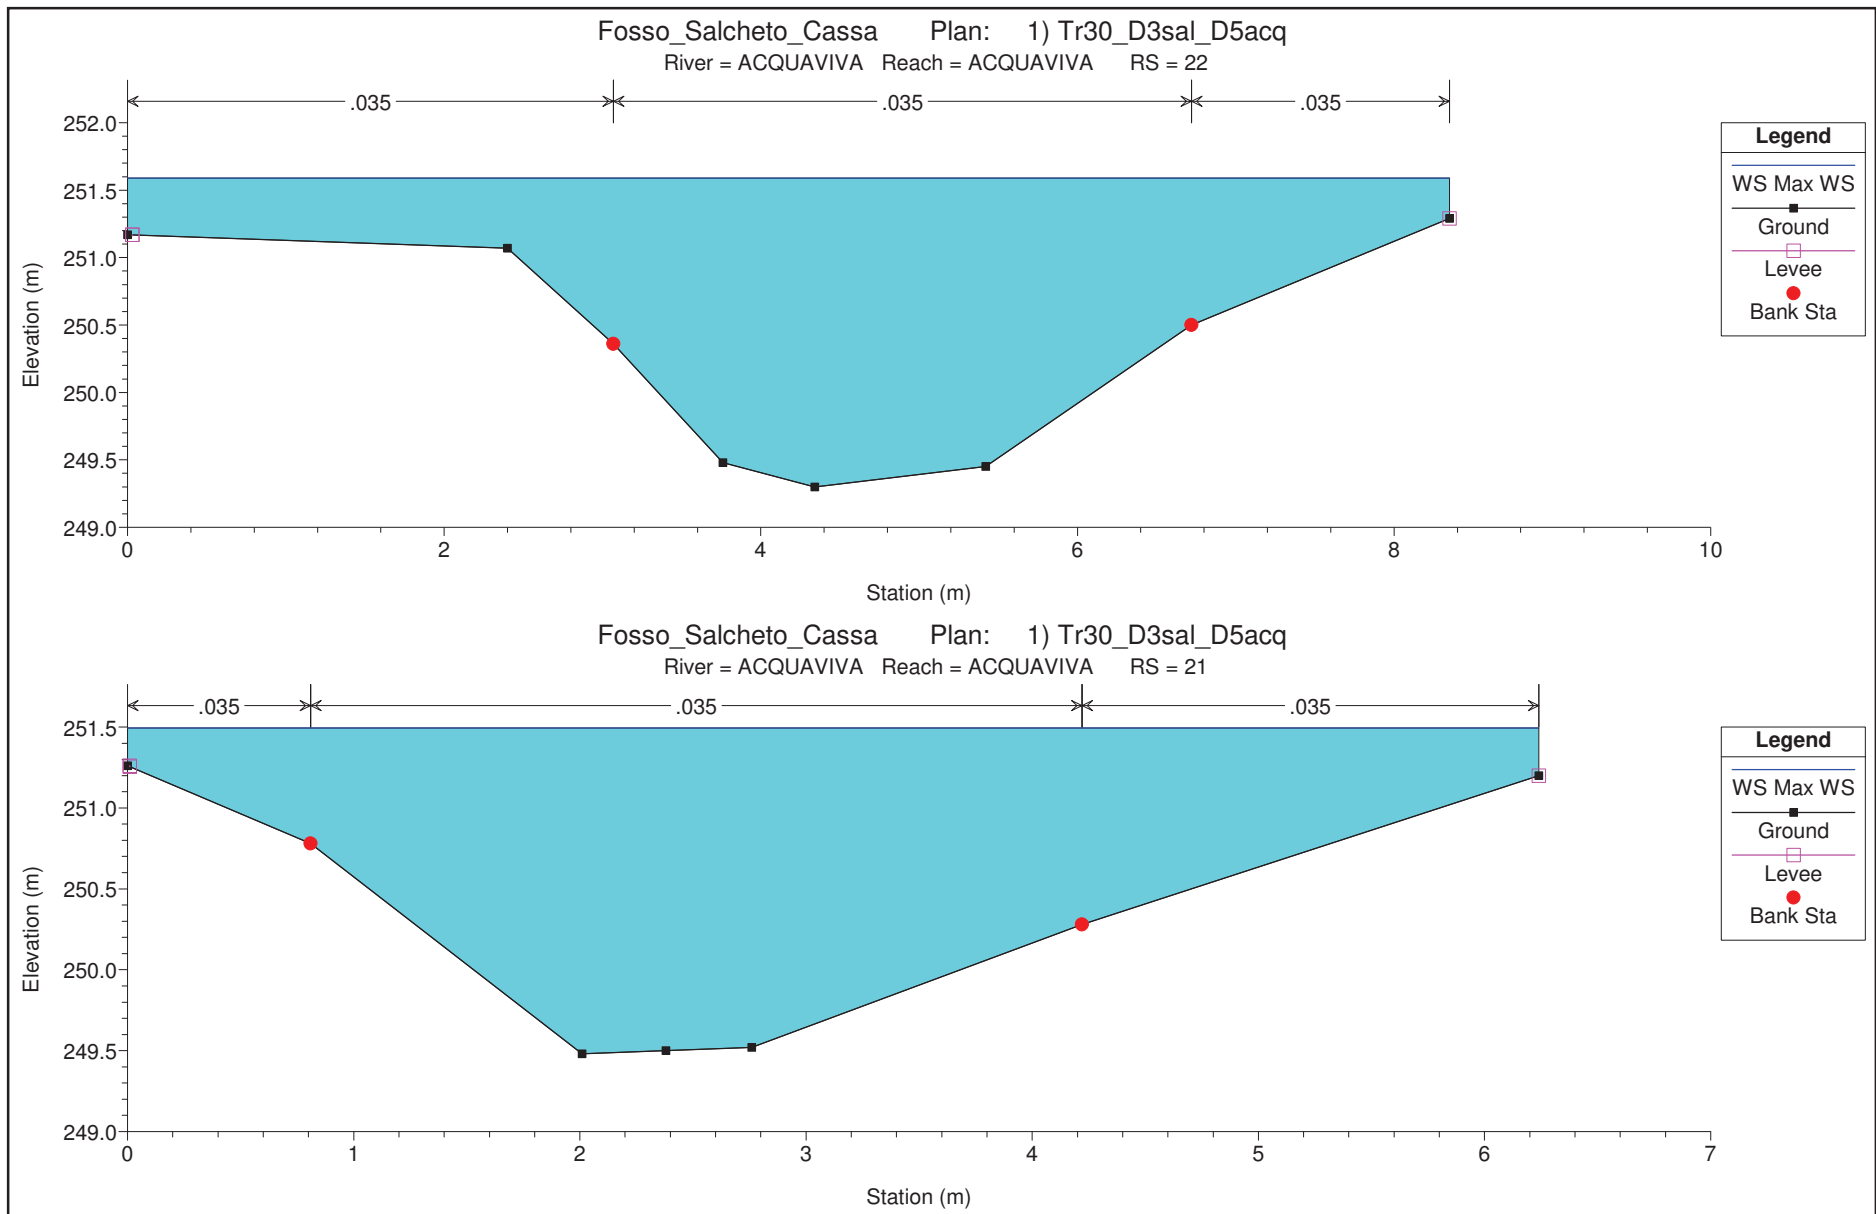 Fosso_Salcheto_Cassa Plan: 1) Tr30_D3sal_D5acq
River = ACQUAVIVA Reach = ACQUAVIVA RS = 22
.035 .035 .035
252.0
251.5
251.0
250.5
250.0
249.5
249.0
Elevation (m)
0 2 4 6 8 10
Station (m)
Legend
WS Max WS
Ground
Levee
Bank Sta
Fosso_Salcheto_Cassa Plan: 1) Tr30_D3sal_D5acq
River = ACQUAVIVA Reach = ACQUAVIVA RS = 21
.035 .035 .035
251.5
251.0
250.5
250.0
249.5
249.0
Elevation (m)
0 1 2 3 4 5 6 7
Station (m)
Legend
WS Max WS
Ground
Levee
Bank Sta